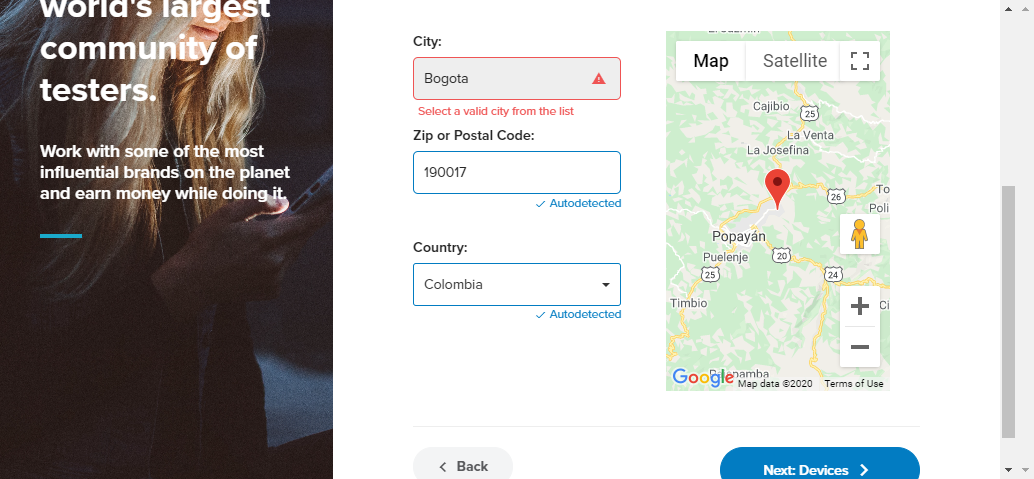 world's largest
community of
testers.
Work with some of the most
influential brands on the planet
and earn money while doing it.
City:
Bogota
Select a valid city from the list
Zip or Postal Code:
190017
Autodetected
Country:
Colombia
Autodetected
Map Satellite
Cajibio
25
La Venta
La Josefina
26
To
Poli
Popayán
Puelenje
20
25
24
Timbio
Ci
Google
Map data ©2020 Terms of Use
Back
Next: Devices